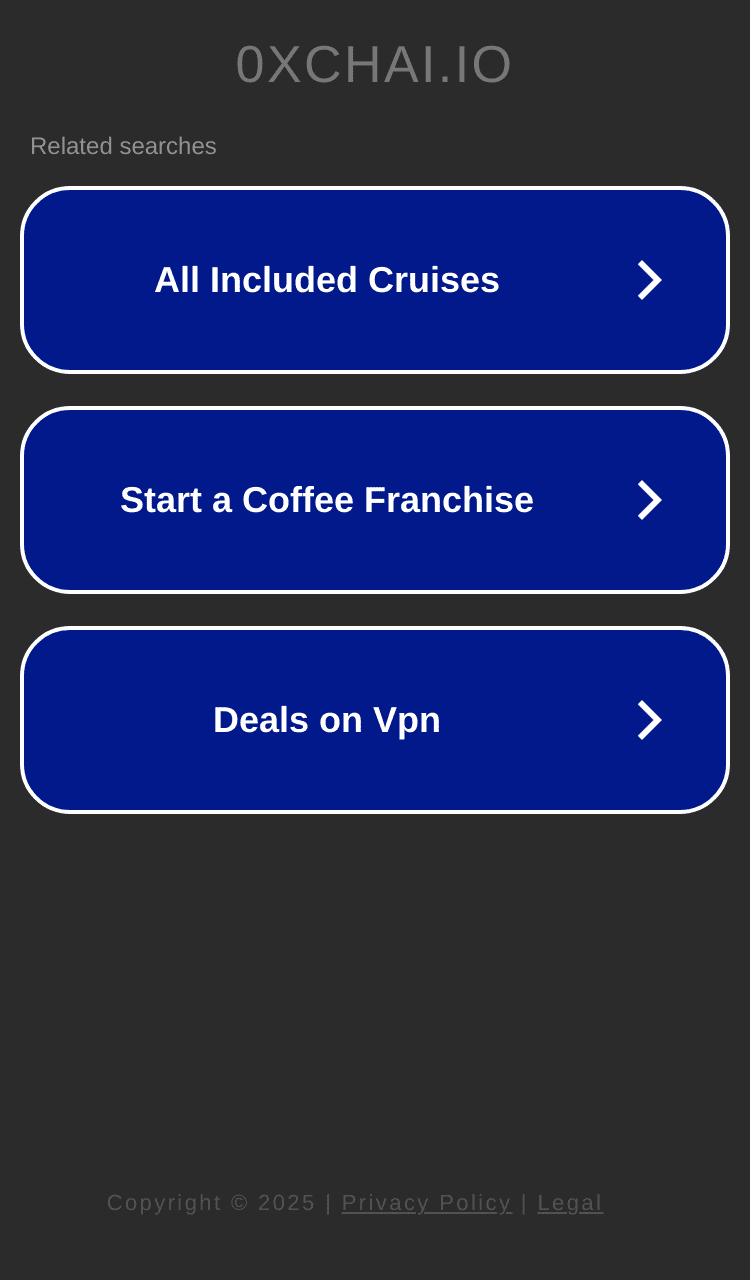 0XCHAI.IO
Related searches
All Included Cruises
Start a Coffee Franchise
Deals on Vpn
Copyright © 2025 | Privacy Policy | Legal